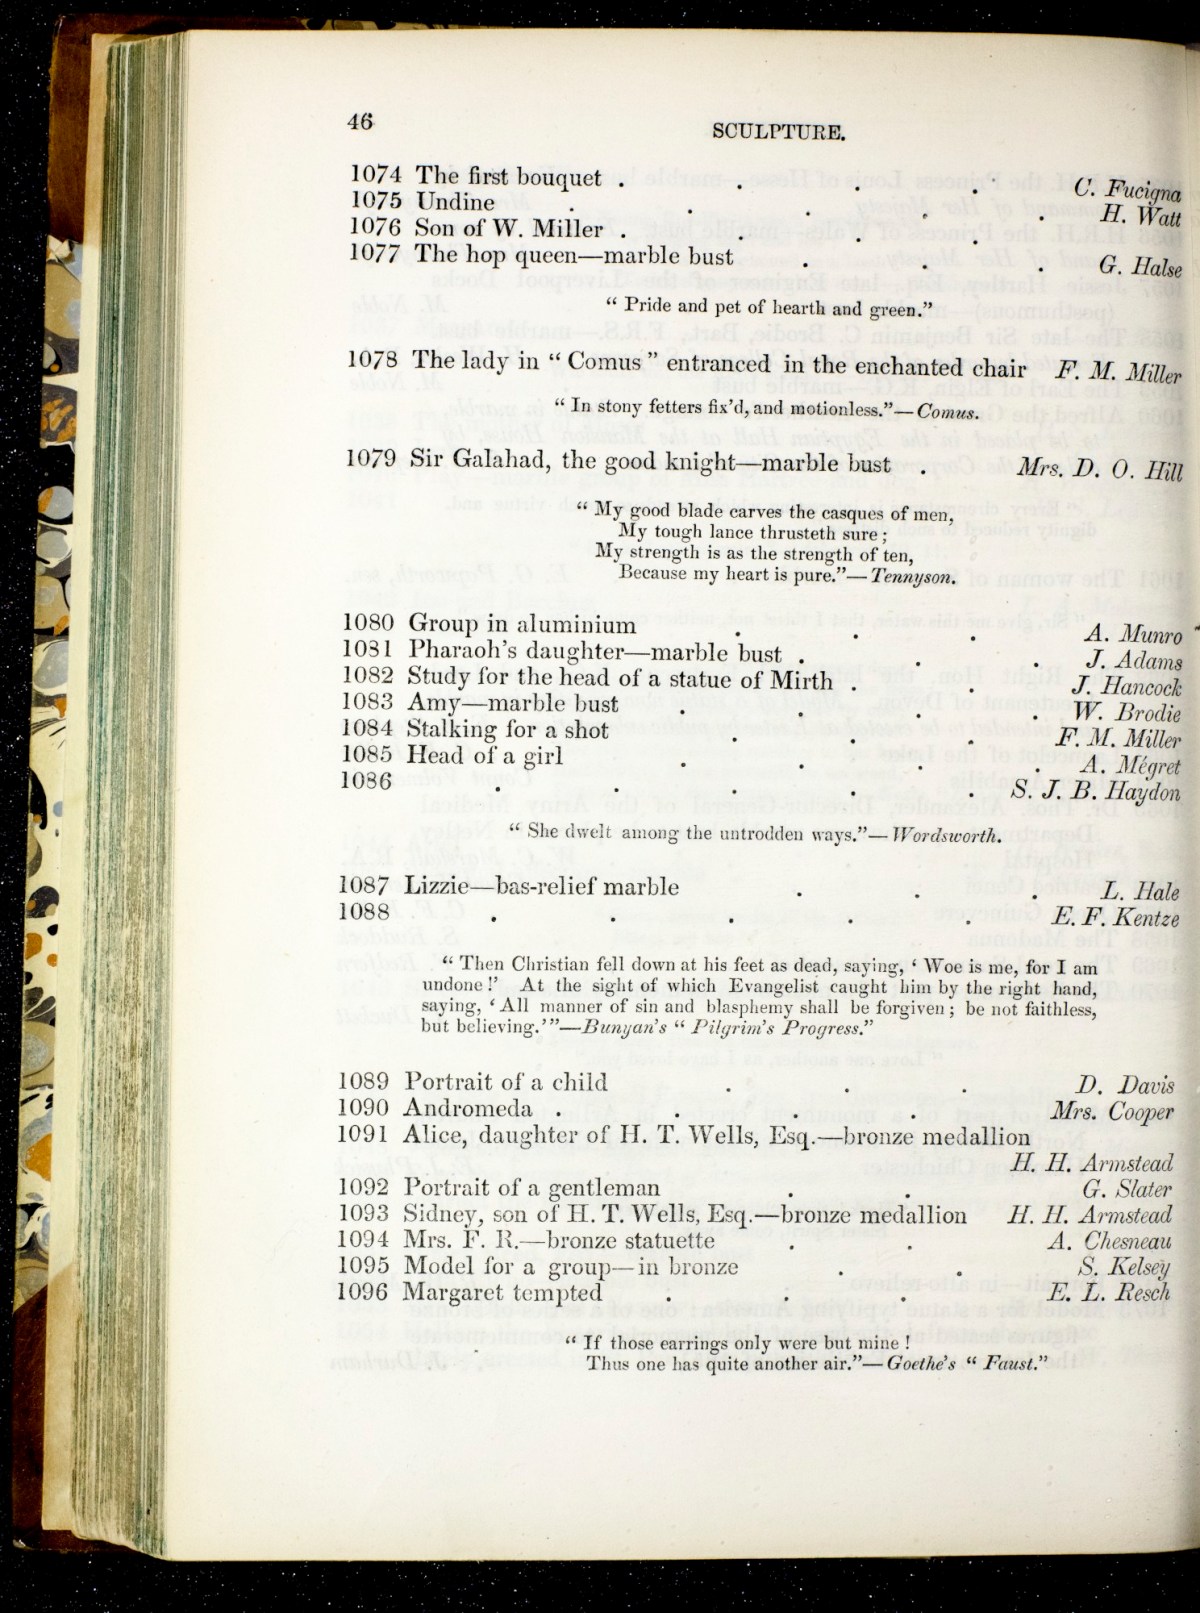 46
SCULPTURE.
1074 The first bouquet . . . . C. Fucigna
1075 Undine . . . . . H. Watt
1076 Son of W. Miller . . . . G. Halse
1077 The hop queen—marble bust . . . G. Halse
“ Pride and pet of hearth and green.”
1078 The lady in “ Comus ” entranced in the enchanted chair F. M. Miller
“ In stony fetters fix’d, and motionless.”—Comus.
1079 Sir Galahad, the good knight—marble bust . Mrs. D. O. Hill
“ My good blade carves the casques of men,
My tough lance thrusteth sure ;
My strength is as the strength of ten,
Because my heart is pure.”—Tennyson.
1080 Group in aluminium . . . A. Munro
1081 Pharaoh’s daughter—marble bust . . . J. Adams
1082 Study for the head of a statue of Mirth . . J. Hancock
1083 Amy—marble bust . . . . W. Brodie
1084 Stalking for a shot . . . F. M. Miller
1085 Head of a girl . . . A. Mégret
1086 . . . . . S. J. B. Haydon
“ She dwelt among the untrodden ways.”—Wordsworth.
1087 Lizzie—bas-relief marble . . . L. Hale
1088 . . . . . E. F. Kentze
“ Then Christian fell down at his feet as dead, saying, ‘ Woe is me, for I am
undone !’ At the sight of which Evangelist caught him by the right hand,
saying, ‘ All manner of sin and blasphemy shall be forgiven ; be not faithless,
but believing.’”—Bunyan’s “ Pilgrim’s Progress.”
1089 Portrait of a child . . . D. Davis
1090 Andromeda . . . . Mrs. Cooper
1091 Alice, daughter of H. T. Wells, Esq.—bronze medallion
H. H. Armstead
1092 Portrait of a gentleman . . G. Slater
1093 Sidney, son of H. T. Wells, Esq.—bronze medallion H. H. Armstead
1094 Mrs. F. R.—bronze statuette . . A. Chesneau
1095 Model for a group—in bronze . . S. Kelsey
1096 Margaret tempted . . . E. L. Resch
“ If those earrings only were but mine !
Thus one has quite another air.”—Goethe’s “ Faust.”